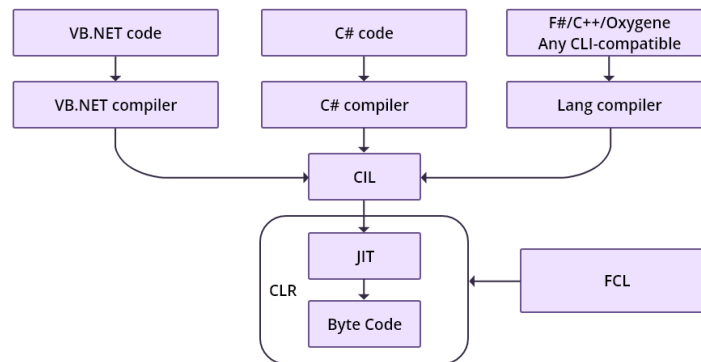 VB.NET code
C# code
F#/C++/Oxygene
Any CLI-compatible
VB.NET compiler
C# compiler
Lang compiler
CIL
JIT
CLR
FCL
Byte Code